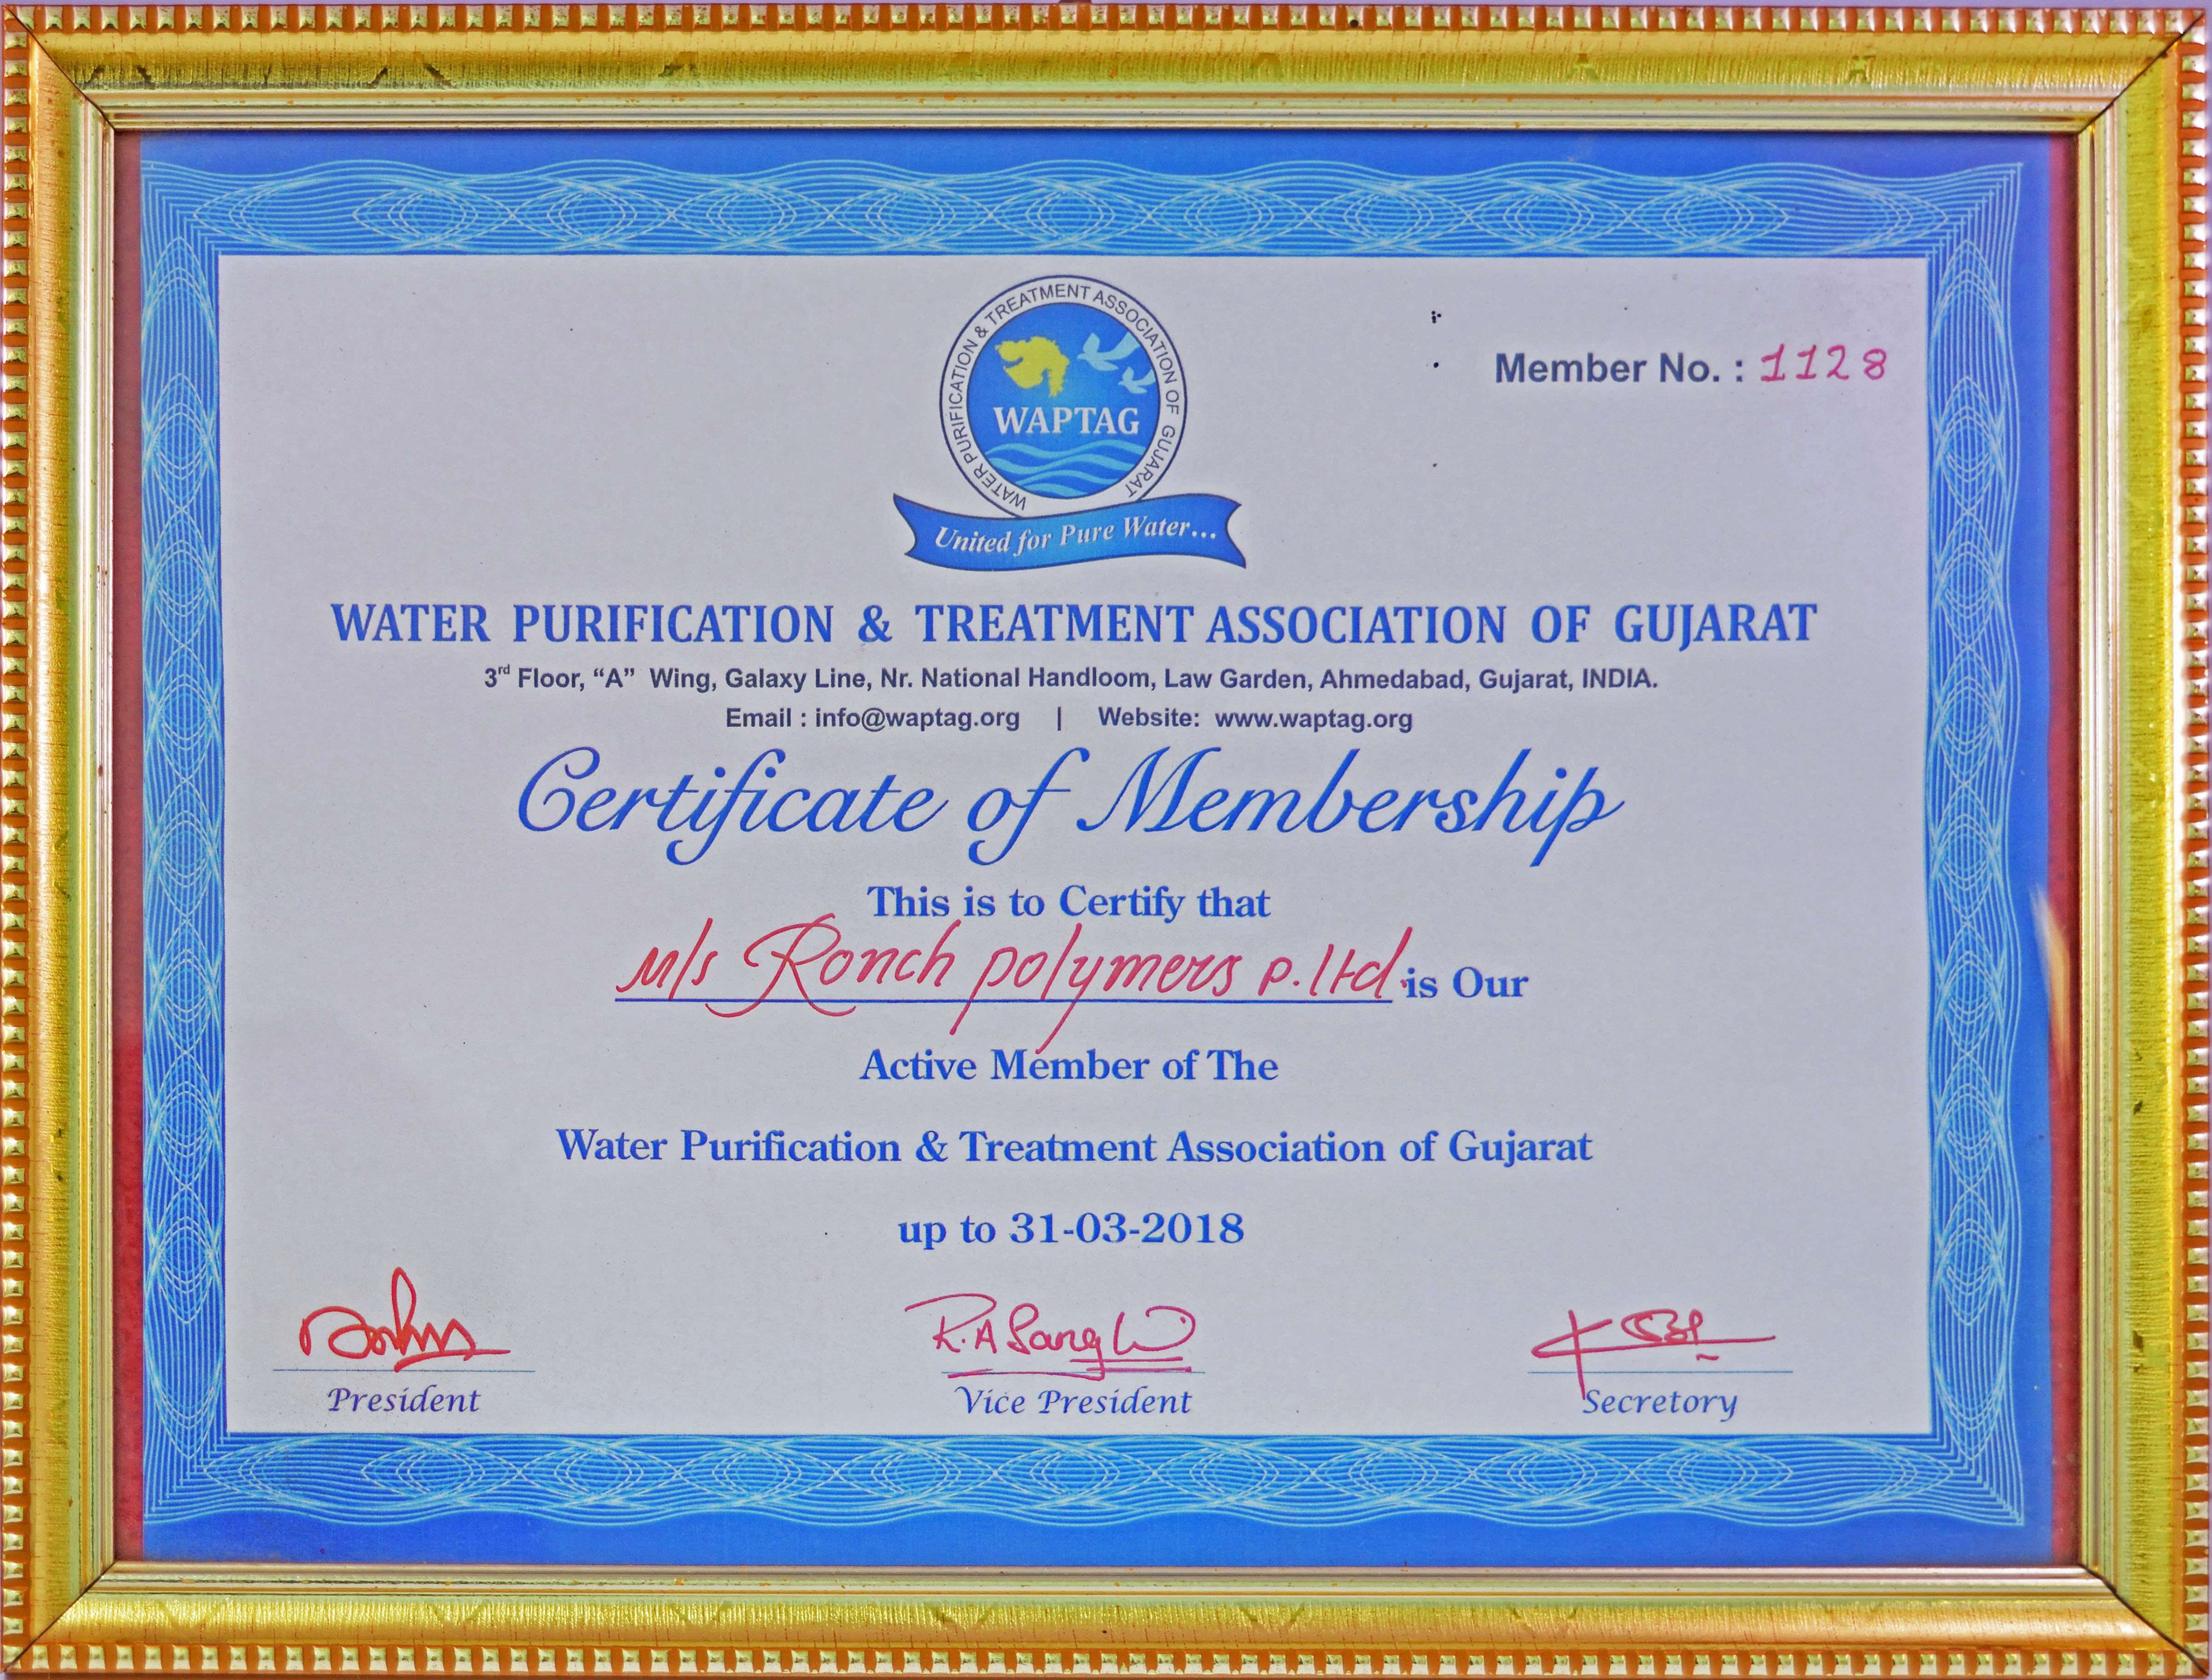 WATER PURIFICATION & TREATMENT ASSOCIATION OF GUJARAT
WAPTAG
United for Pure Water...
Member No. : 1128
WATER PURIFICATION & TREATMENT ASSOCIATION OF GUJARAT
3rd Floor, “A” Wing, Galaxy Line, Nr. National Handloom, Law Garden, Ahmedabad, Gujarat, INDIA.
Email : info@waptag.org | Website: www.waptag.org
Certificate of Membership
This is to Certify that
M/s Ronch polymers P. Ltd. is Our
Active Member of The
Water Purification & Treatment Association of Gujarat
up to 31-03-2018
R.A
President Vice President Secretory